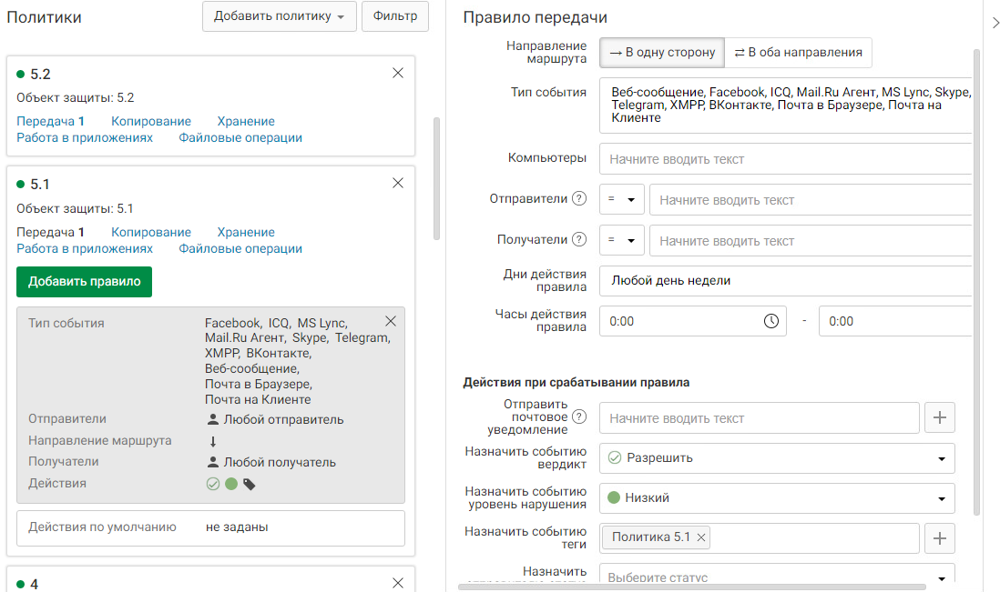 Политики
Добавить политику
Фильтр
5.2
Объект защиты: 5.2
Передача 1 Копирование Хранение
Работа в приложениях Файловые операции
5.1
Объект защиты: 5.1
Передача 1 Копирование Хранение
Работа в приложениях Файловые операции
Добавить правило
Тип события
Facebook, ICQ, MS Lync,
Mail.Ru Агент, Skype, Telegram,
XMPP, ВКонтакте,
Веб-сообщение,
Почта в Браузере,
Почта на Клиенте
Отправители Любой отправитель
Направление маршрута
Получатели Любой получатель
Действия
Действия по умолчанию не заданы
4
Правило передачи
Направление
маршрута
→ В одну сторону ⇄ В оба направления
Тип события
Веб-сообщение, Facebook, ICQ, Mail.Ru Агент, MS Lync, Skype,
Telegram, XMPP, ВКонтакте, Почта в Браузере, Почта на
Клиенте
Компьютеры Начните вводить текст
Отправители ? = Начните вводить текст
Получатели ? = Начните вводить текст
Дни действия
правила
Любой день недели
Часы действия
правила
0:00 - 0:00
Действия при срабатывании правила
Отправить
почтовое ?
уведомление
Начните вводить текст
Назначить событию
вердикт
Разрешить
Назначить событию
уровень нарушения
Низкий
Назначить событию
теги
Политика 5.1 ×
Назначить
Выберите статус